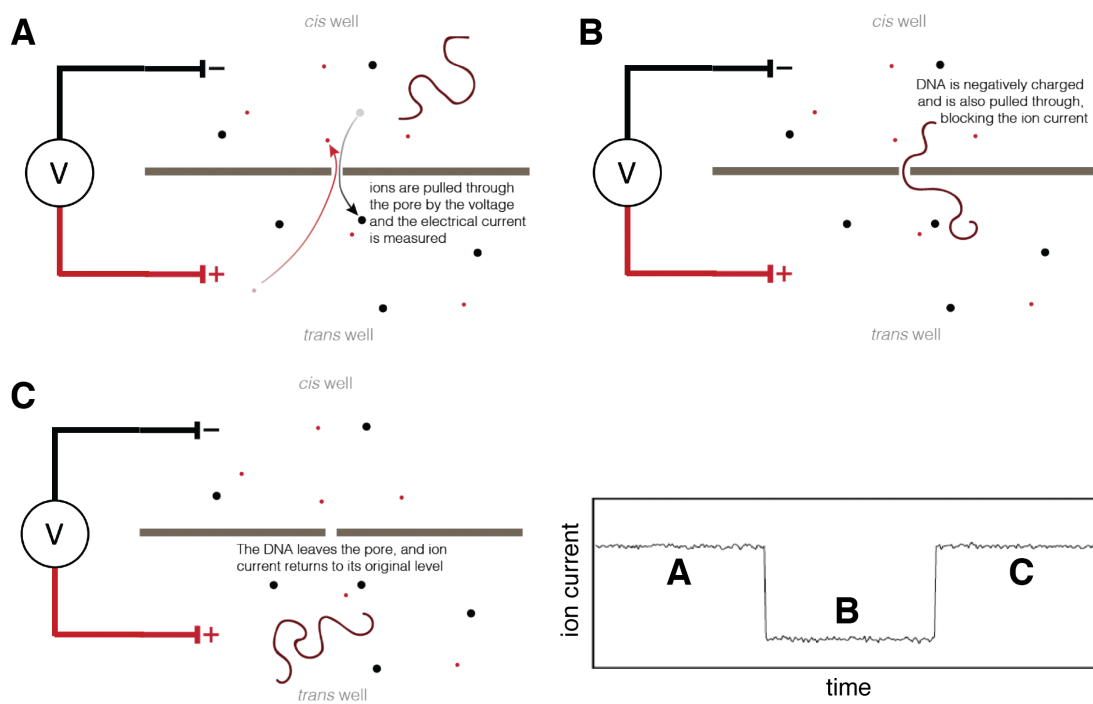 A
cis well
−
V
ions are pulled through
the pore by the voltage
and the electrical current
is measured
+
trans well
B
cis well
−
DNA is negatively charged
and is also pulled through,
blocking the ion current
V
+
trans well
C
cis well
−
V
The DNA leaves the pore, and ion
current returns to its original level
+
trans well
ion current
A
B
C
time